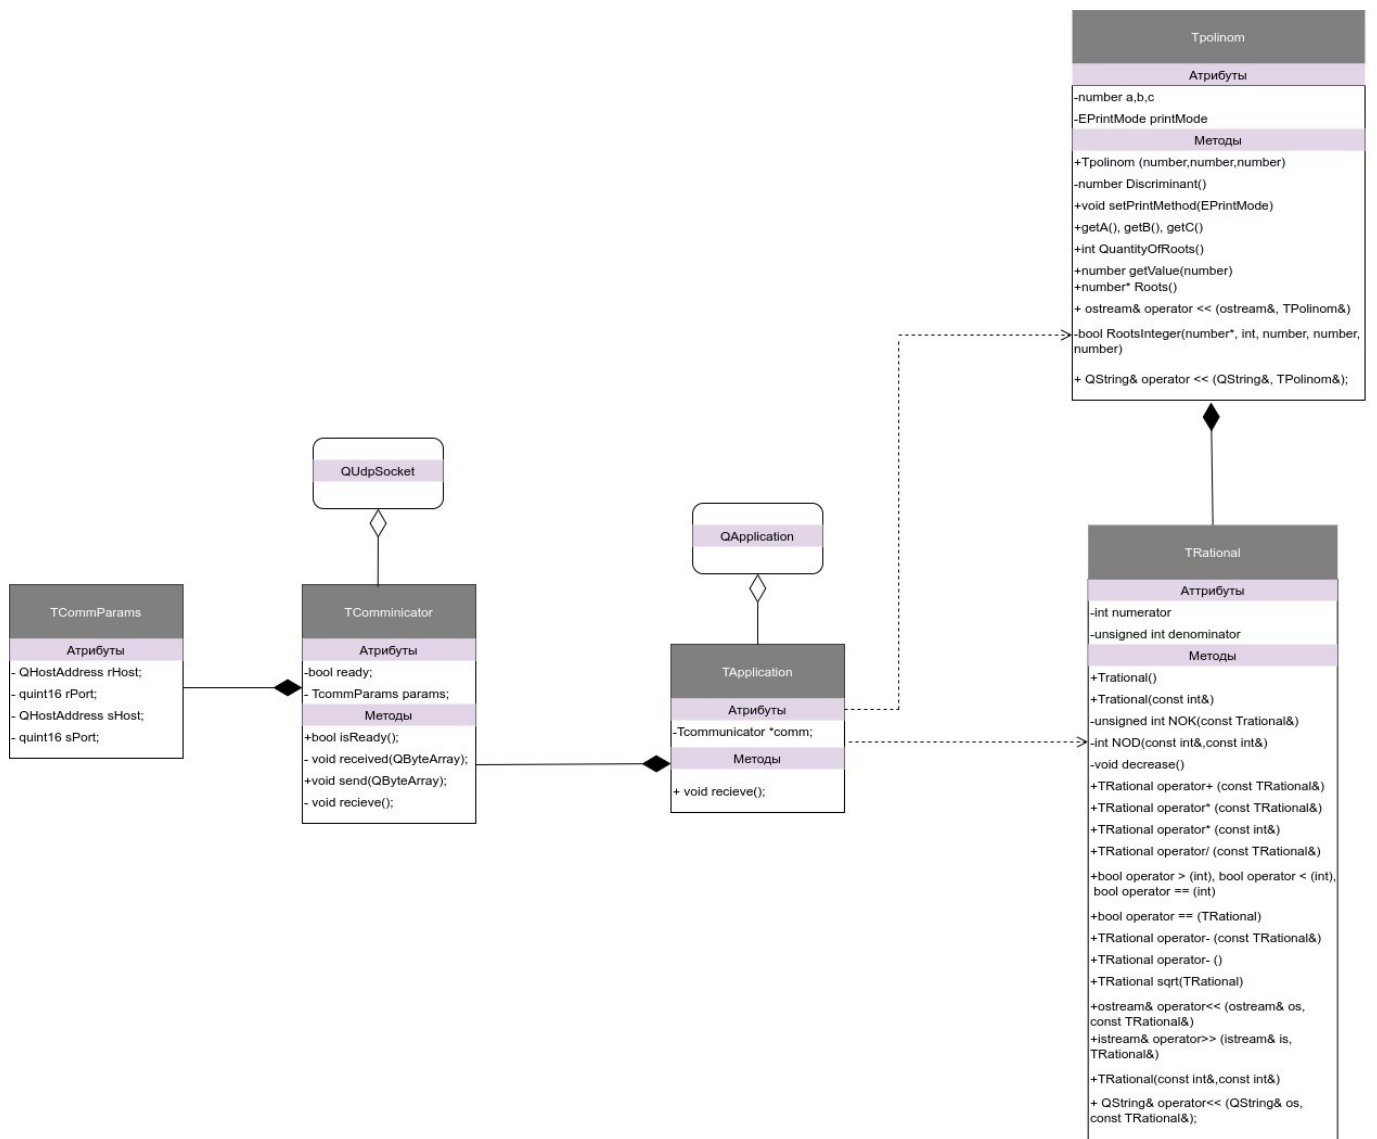 Tpolinom
Атрибуты
-number a,b,c
-EPrintMode printMode
Методы
+Tpolinom (number,number,number)
-number Discriminant()
+void setPrintMethod(EPrintMode)
+getA(), getB(), getC()
+int QuantityOfRoots()
+number getValue(number)
+number* Roots()
+ ostream& operator << (ostream&, TPolinom&)
-bool RootsInteger(number*, int, number, number,
number)
+ QString& operator << (QString&, TPolinom&);
QUdpSocket
QApplication
TCommParams
Атрибуты
- QHostAddress rHost;
- quint16 rPort;
- QHostAddress sHost;
- quint16 sPort;
TComminicator
Атрибуты
-bool ready;
- TcommParams params;
Методы
+bool isReady();
- void received(QByteArray);
+void send(QByteArray);
- void recieve();
TApplication
Атрибуты
-Tcommunicator *comm;
Методы
+ void recieve();
TRational
Аттрибуты
-int numerator
-unsigned int denominator
Методы
+Trational()
+Trational(const int&)
-unsigned int NOK(const Trational&)
-int NOD(const int&,const int&)
-void decrease()
+TRational operator+ (const TRational&)
+TRational operator* (const TRational&)
+TRational operator* (const int&)
+TRational operator/ (const TRational&)
+bool operator > (int), bool operator < (int),
bool operator == (int)
+bool operator == (TRational)
+TRational operator- (const TRational&)
+TRational operator- ()
+TRational sqrt(TRational)
+ostream& operator<< (ostream& os,
const TRational&)
+istream& operator>> (istream& is,
TRational&)
+TRational(const int&,const int&)
+ QString& operator<< (QString& os,
const TRational&);